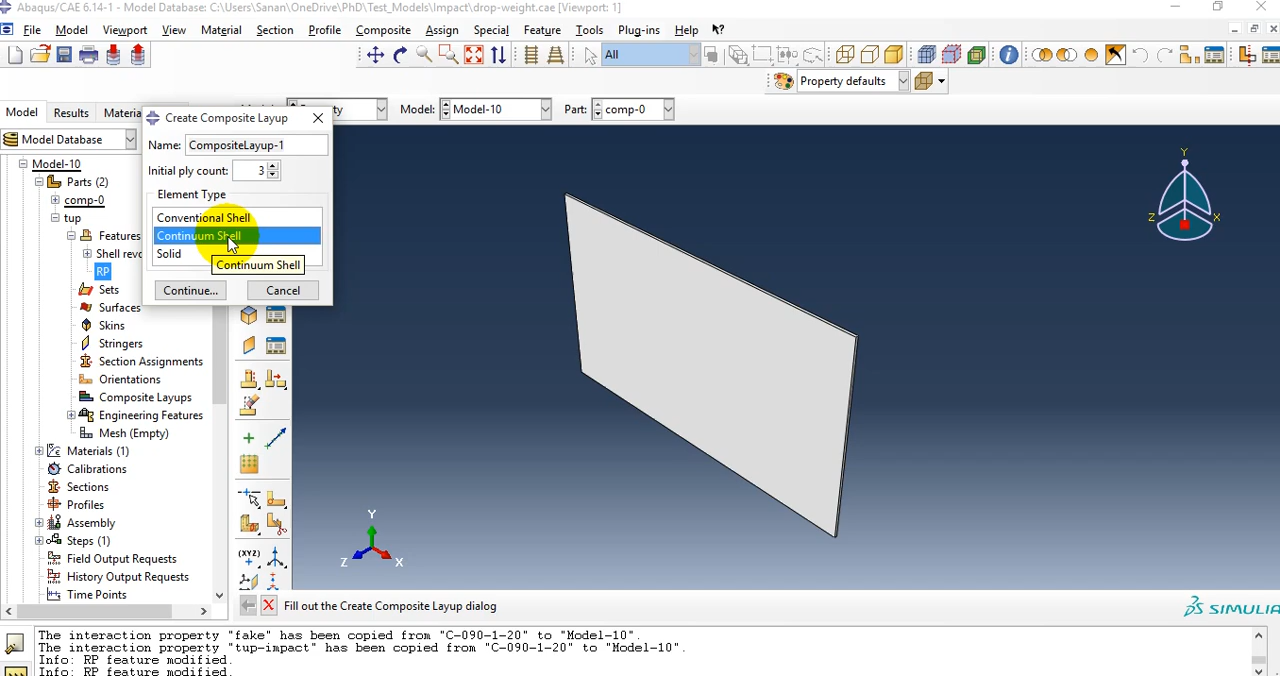 Abaqus/CAE 6.14-1 - Model Database: C:\Users\Sanan\OneDrive\PhD\Test_Models\Impact\drop-weight.cae [Viewport: 1]
File Model Viewport View Material Section Profile Composite Assign Special Feature Tools Plug-ins Help
All
Property defaults
Model Results Materia
Model: Model-10 Part: comp-0
Create Composite Layup
Name: CompositeLayup-1
Initial ply count: 3
Element Type
Conventional Shell
Continuum Shell
Solid
Continuum Shell
Continue... Cancel
Model Database
Model-10
Parts (2)
comp-0
tup
Features
Shell revo
RP
Sets
Surfaces
Skins
Stringers
Section Assignments
Orientations
Composite Layups
Engineering Features
Mesh (Empty)
Materials (1)
Calibrations
Sections
Profiles
Assembly
Steps (1)
Field Output Requests
History Output Requests
Time Points
(XYZ)
Y
Z X
Y
Z X
Fill out the Create Composite Layup dialog
SIMULIA
The interaction property "fake" has been copied from "C-090-1-20" to "Model-10".
The interaction property "tup-impact" has been copied from "C-090-1-20" to "Model-10".
Info: RP feature modified.
Info: RP feature modified.